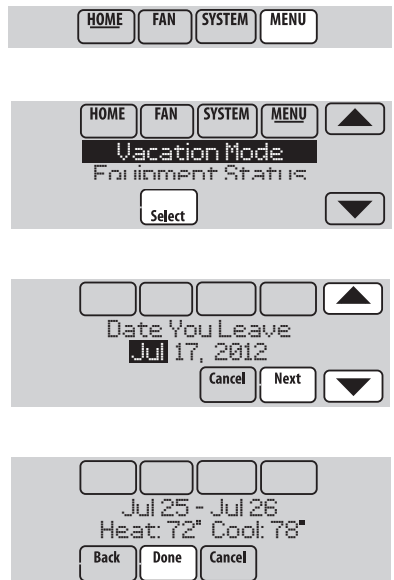 HOME FAN SYSTEM MENU
HOME FAN SYSTEM MENU
Vacation Mode
Equipment Status
Select
Date You Leave
Jul 17, 2012
Cancel Next
Jul 25 - Jul 26
Heat: 72° Cool: 78°
Back Done Cancel